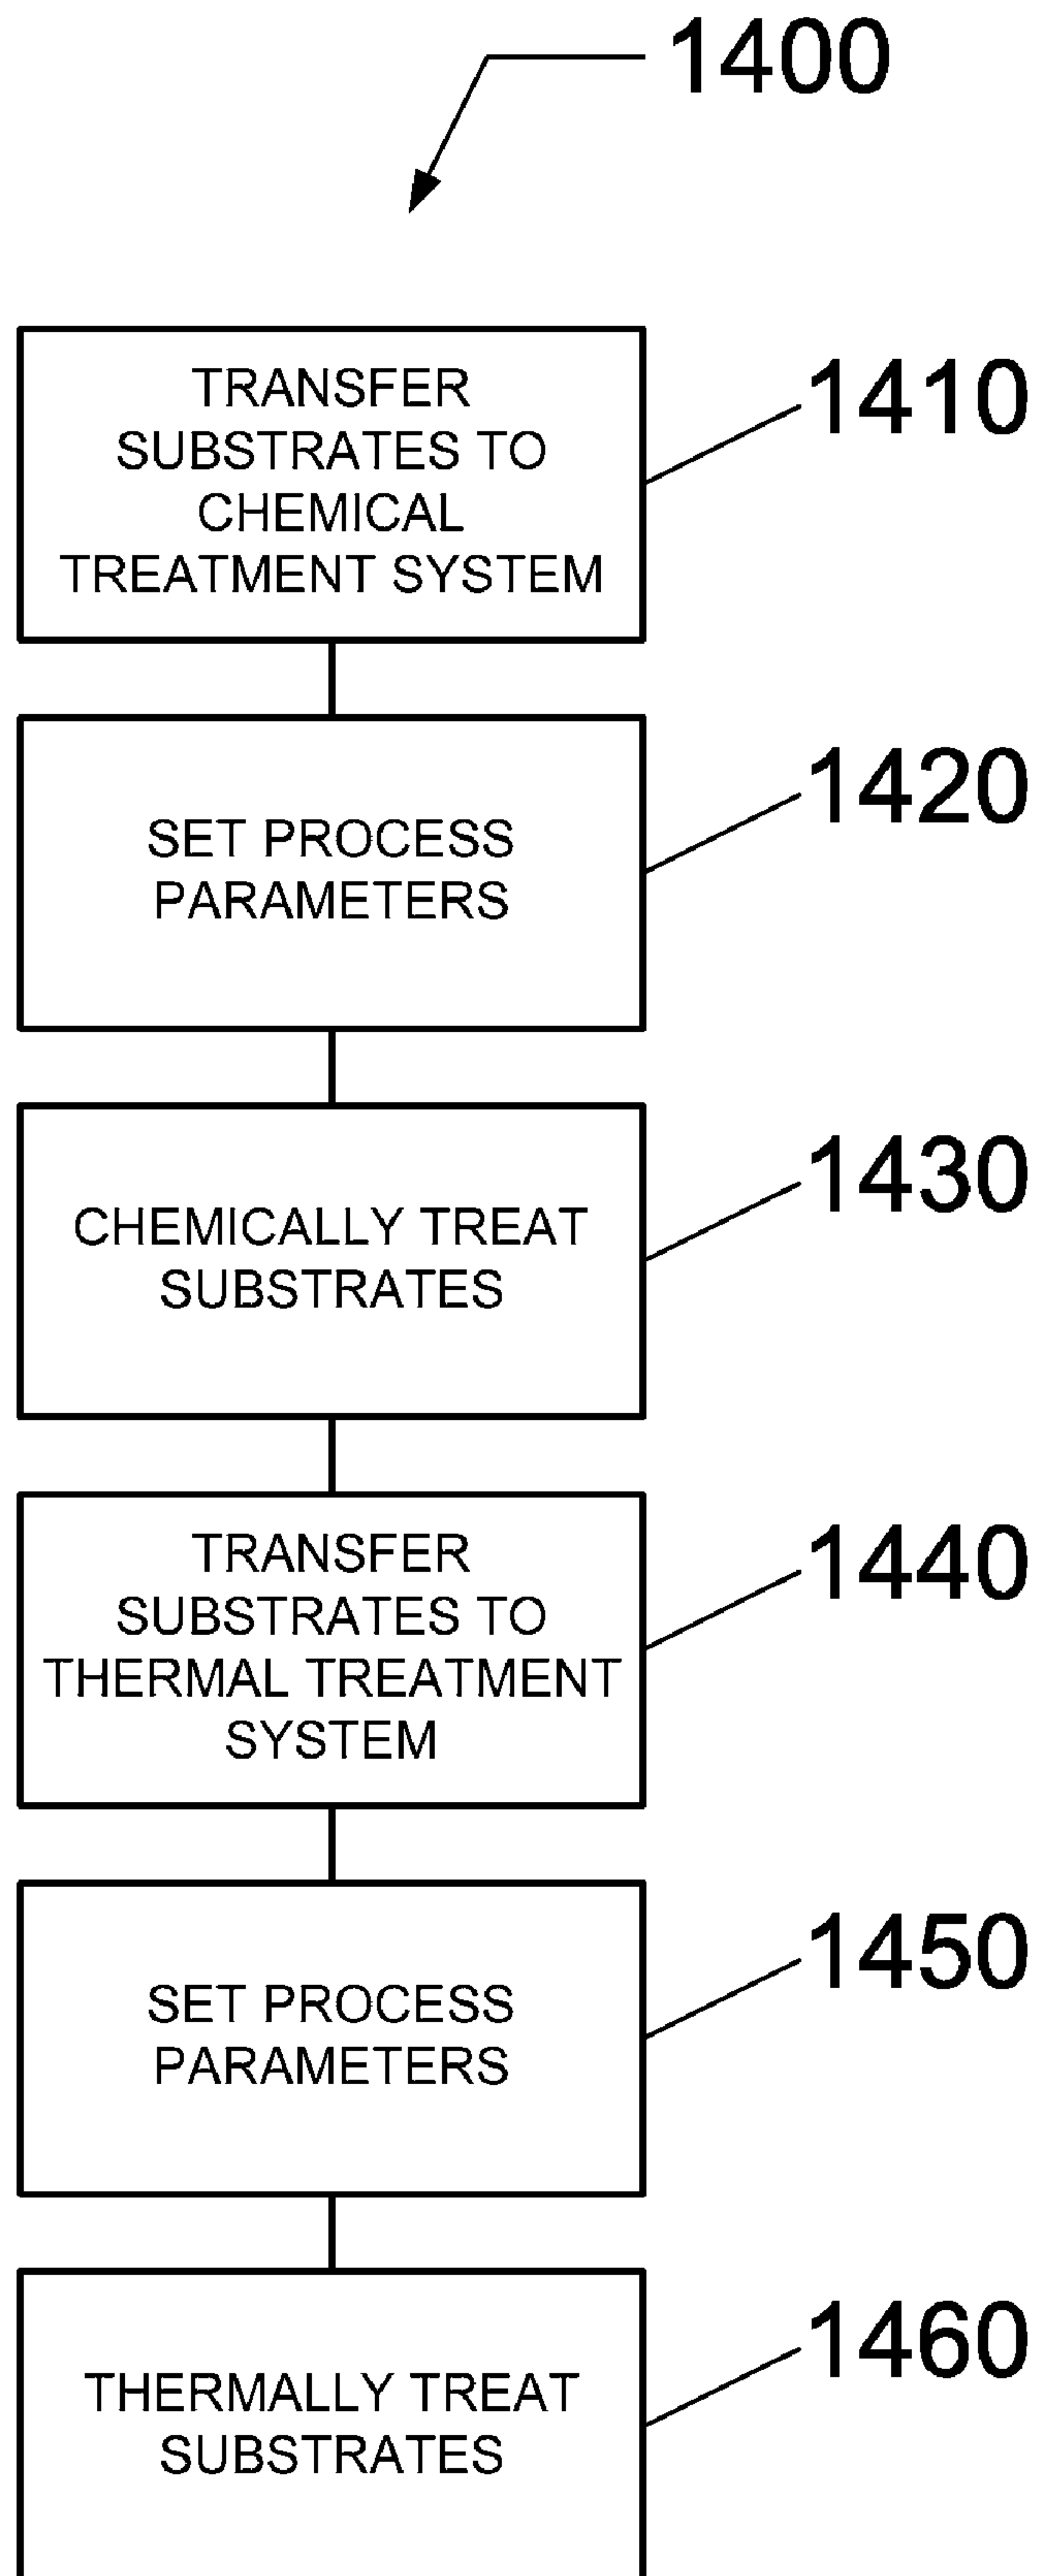 1400
TRANSFER
SUBSTRATES TO
CHEMICAL
TREATMENT SYSTEM
1410
SET PROCESS
PARAMETERS
1420
CHEMICALLY TREAT
SUBSTRATES
1430
TRANSFER
SUBSTRATES TO
THERMAL TREATMENT
SYSTEM
1440
SET PROCESS
PARAMETERS
1450
THERMALLY TREAT
SUBSTRATES
1460